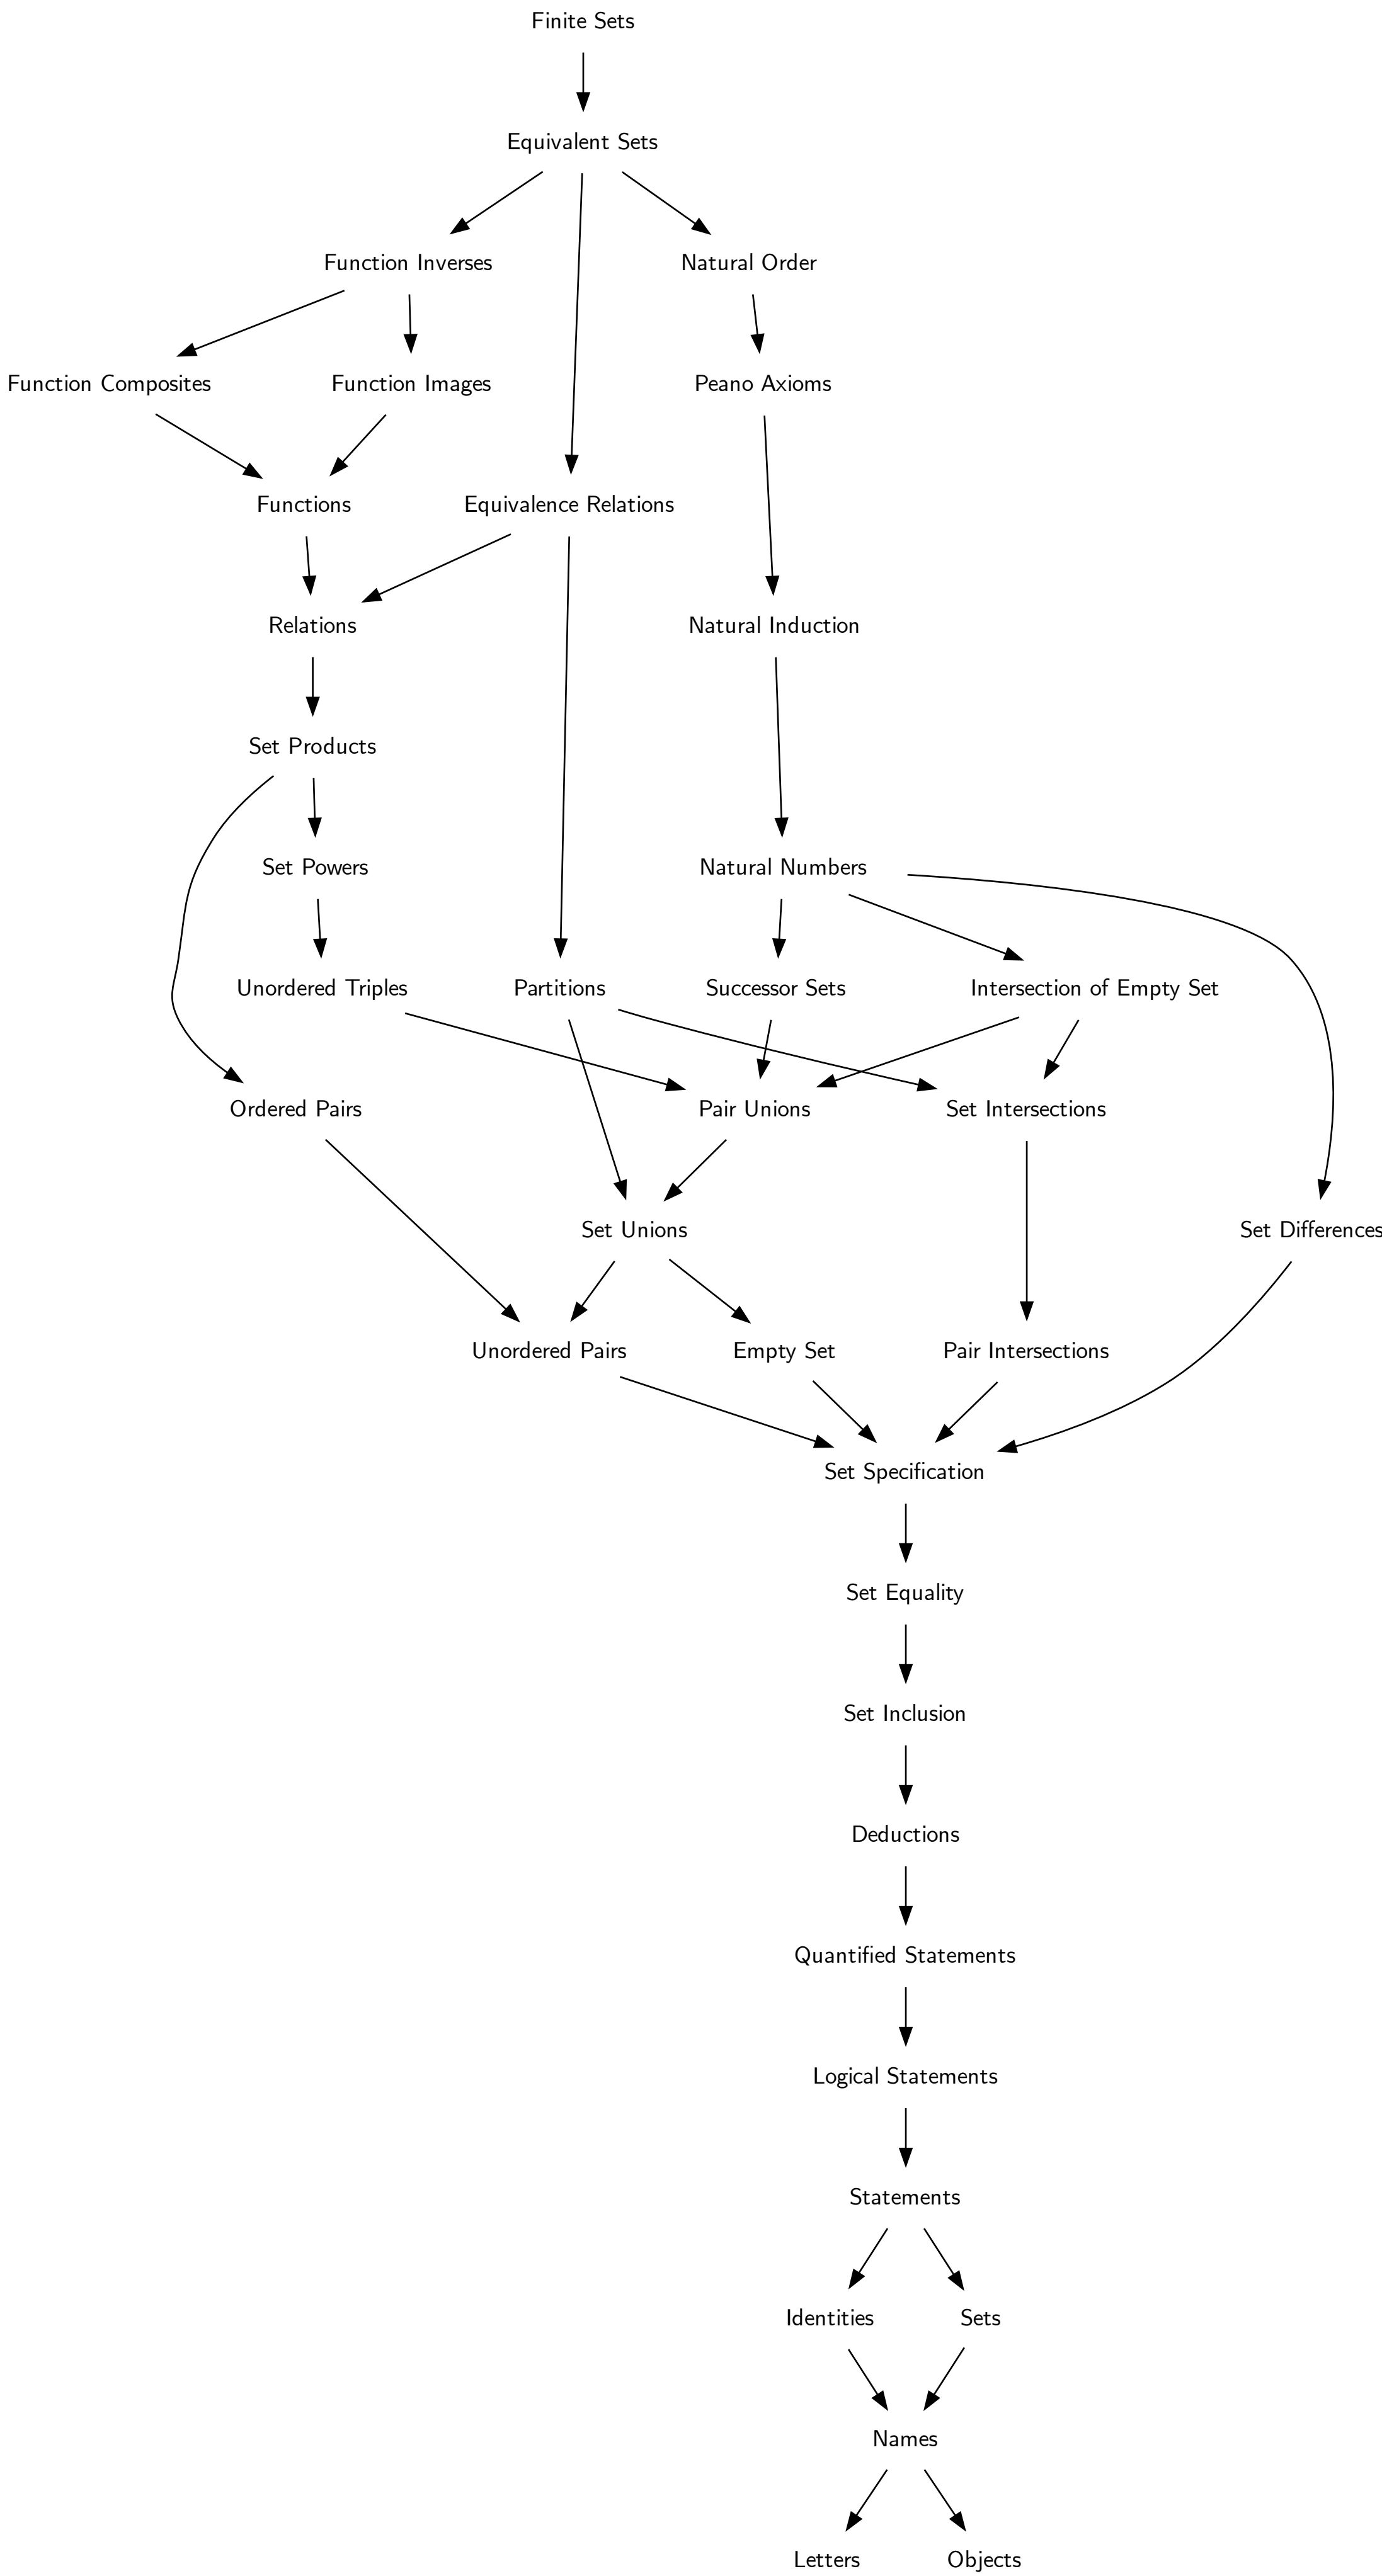 Finite Sets
Equivalent Sets
Function Inverses
Natural Order
Function Composites
Function Images
Peano Axioms
Functions
Equivalence Relations
Relations
Natural Induction
Set Products
Set Powers
Natural Numbers
Unordered Triples
Partitions
Successor Sets
Intersection of Empty Set
Ordered Pairs
Pair Unions
Set Intersections
Set Unions
Set Differences
Unordered Pairs
Empty Set
Pair Intersections
Set Specification
Set Equality
Set Inclusion
Deductions
Quantified Statements
Logical Statements
Statements
Identities
Sets
Names
Letters
Objects